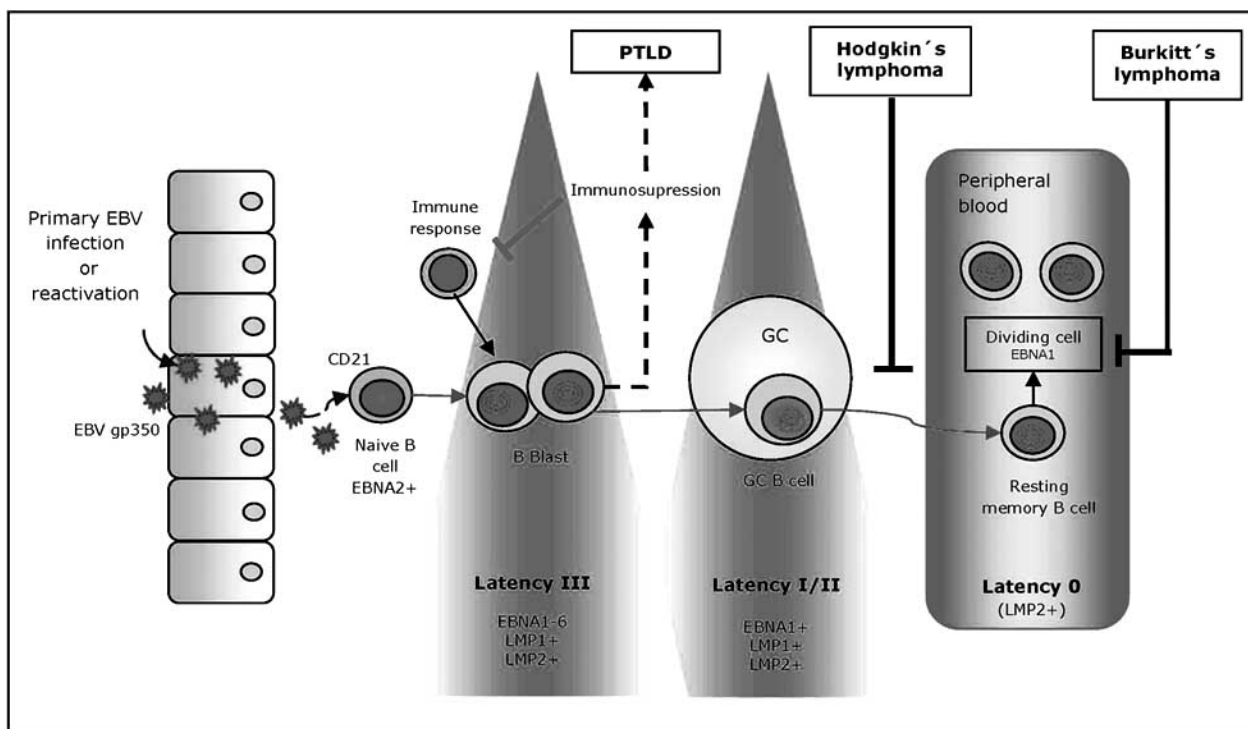 PTLD
Hodgkin´s
lymphoma
Burkitt´s
lymphoma
Primary EBV
infection
or
reactivation
EBV gp350
CD21
Naive B
cell
EBNA2+
Immune
response
Immunosupression
B Blast
Latency III
EBNA1-6
LMP1+
LMP2+
GC
GC B cell
Latency I/II
EBNA1+
LMP1+
LMP2+
Peripheral
blood
Dividing cell
EBNA1
Resting
memory B cell
Latency 0
(LMP2+)